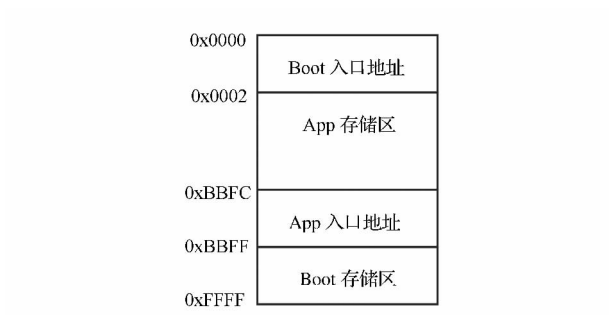 0x0000
Boot 入口地址
0x0002
App 存储区
0xBBFC
App 入口地址
0xBBFF
Boot 存储区
0xFFFF